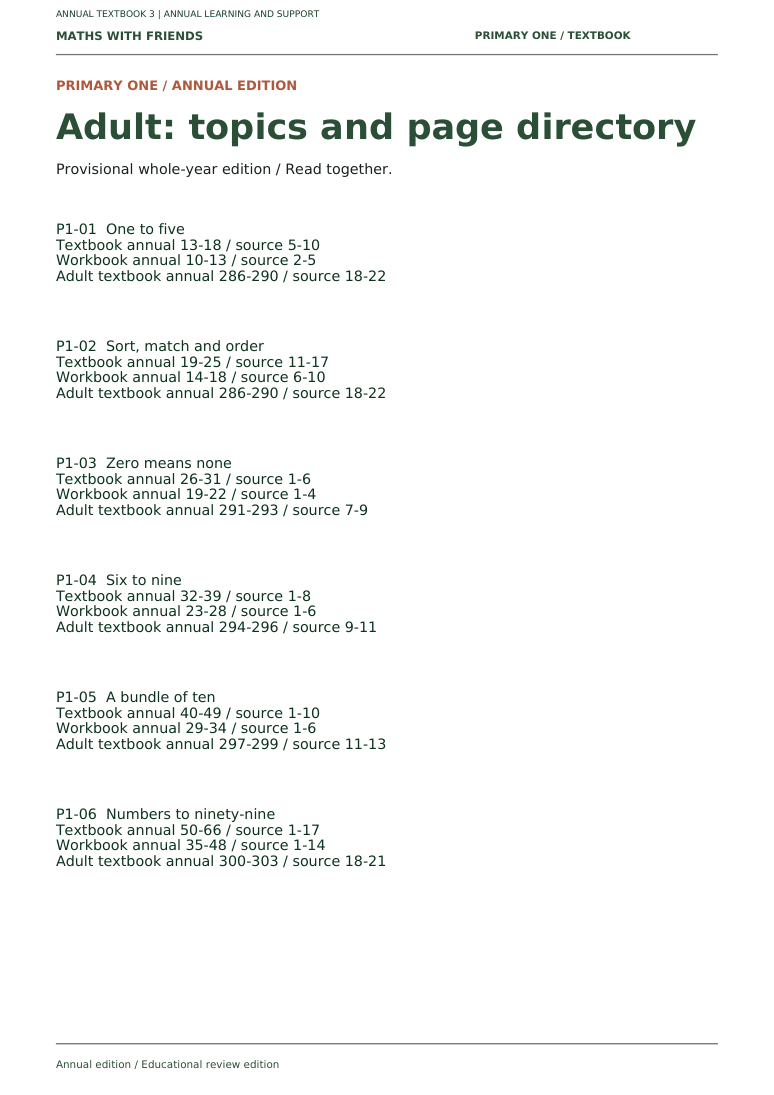 ANNUAL TEXTBOOK 3 | ANNUAL LEARNING AND SUPPORT
MATHS WITH FRIENDS
PRIMARY ONE / TEXTBOOK
PRIMARY ONE / ANNUAL EDITION
Adult: topics and page directory
Provisional whole-year edition / Read together.
P1-01 One to five
Textbook annual 13-18 / source 5-10
Workbook annual 10-13 / source 2-5
Adult textbook annual 286-290 / source 18-22
P1-02 Sort, match and order
Textbook annual 19-25 / source 11-17
Workbook annual 14-18 / source 6-10
Adult textbook annual 286-290 / source 18-22
P1-03 Zero means none
Textbook annual 26-31 / source 1-6
Workbook annual 19-22 / source 1-4
Adult textbook annual 291-293 / source 7-9
P1-04 Six to nine
Textbook annual 32-39 / source 1-8
Workbook annual 23-28 / source 1-6
Adult textbook annual 294-296 / source 9-11
P1-05 A bundle of ten
Textbook annual 40-49 / source 1-10
Workbook annual 29-34 / source 1-6
Adult textbook annual 297-299 / source 11-13
P1-06 Numbers to ninety-nine
Textbook annual 50-66 / source 1-17
Workbook annual 35-48 / source 1-14
Adult textbook annual 300-303 / source 18-21
Annual edition / Educational review edition